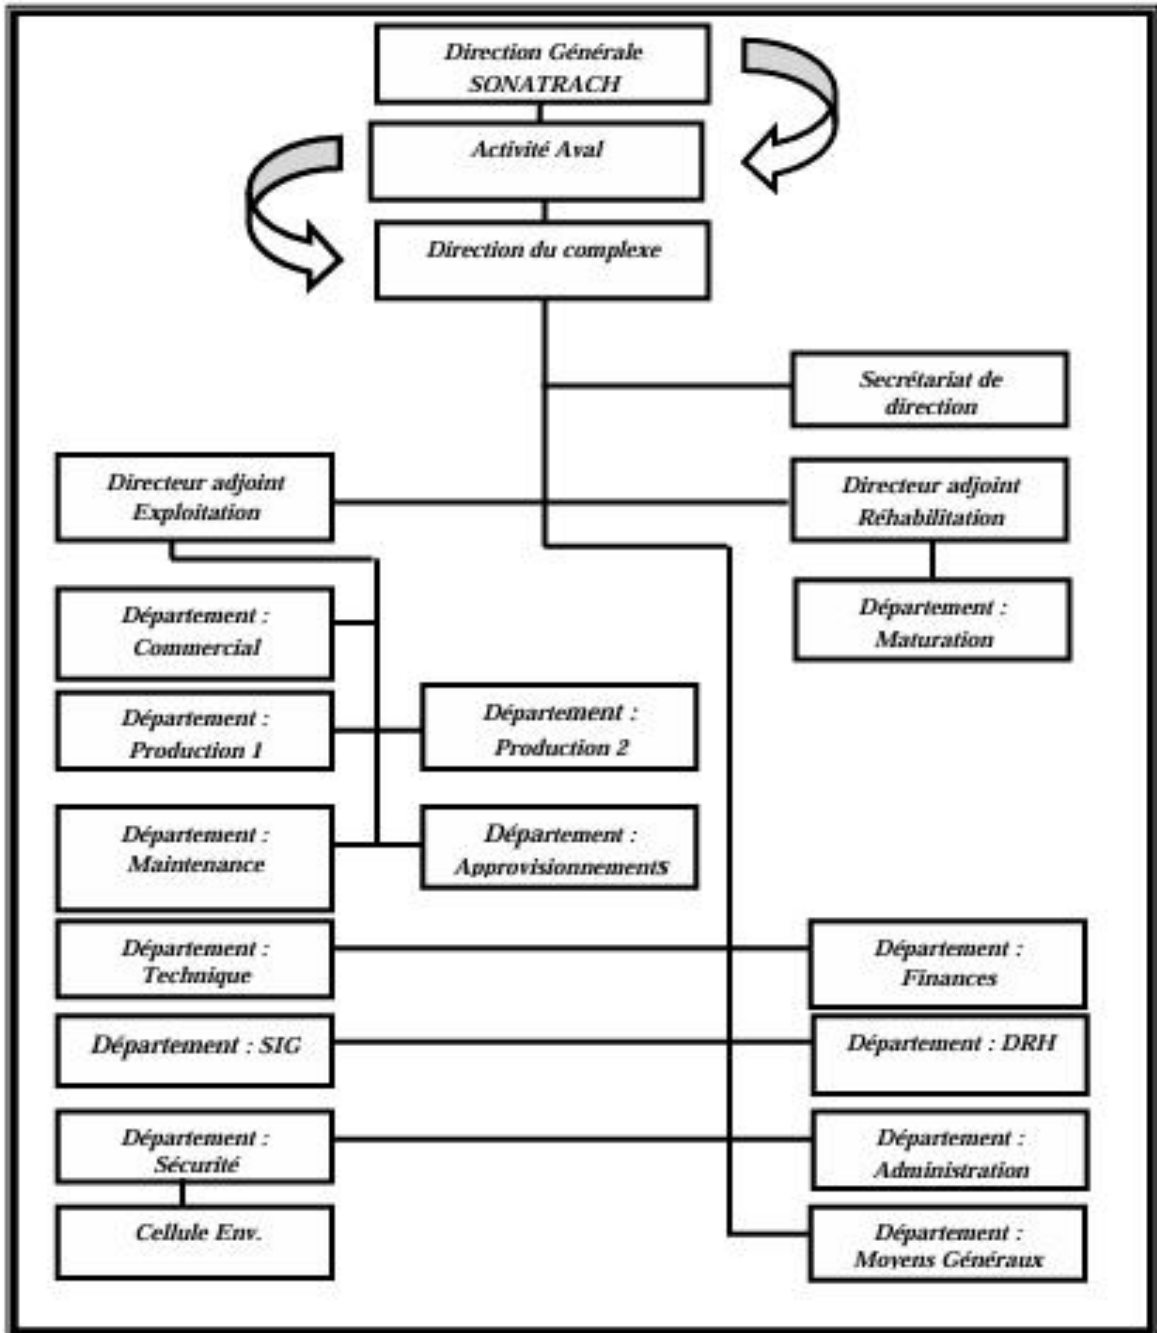 Direction Générale
SONATRACH
Activité Aval
Direction du complexe
Secrétariat de
direction
Directeur adjoint
Exploitation
Directeur adjoint
Réhabilitation
Département :
Maturation
Département :
Commercial
Département :
Production 1
Département :
Production 2
Département :
Maintenance
Département :
Approvisionnements
Département :
Technique
Département :
Finances
Département : SIG
Département : DRH
Département :
Sécurité
Département :
Administration
Cellule Env.
Département :
Moyens Généraux